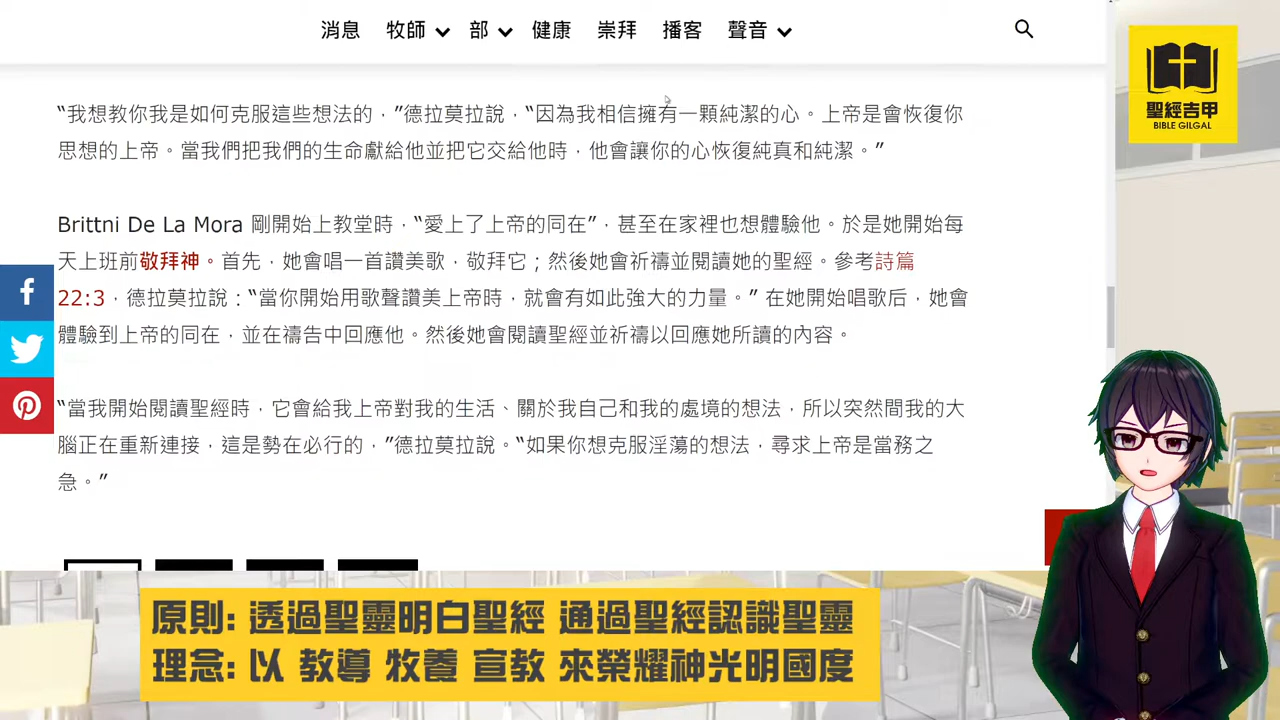 消息 牧師 部 健康 崇拜 播客 聲音
聖經吉甲
BIBLE GILGAL
“我想教你我是如何克服這些想法的，”德拉莫拉說，“因為我相信擁有一顆純潔的心。上帝是會恢復你
思想的上帝。當我們把我們的生命獻給他並把它交給他時，他會讓你的心恢復純真和純潔。”
Brittni De La Mora 剛開始上教堂時，“愛上了上帝的同在”，甚至在家裡也想體驗他。於是她開始每
天上班前敬拜神。首先，她會唱一首讚美歌，敬拜它；然後她會祈禱並閱讀她的聖經。參考詩篇
22:3，德拉莫拉說：“當你開始用歌聲讚美上帝時，就會有如此強大的力量。” 在她開始唱歌后，她會
體驗到上帝的同在，並在禱告中回應他。然後她會閱讀聖經並祈禱以回應她所讀的內容。
“當我開始閱讀聖經時，它會給我上帝對我的生活、關於我自己和我的處境的想法，所以突然間我的大
腦正在重新連接，這是勢在必行的，”德拉莫拉說。“如果你想克服淫蕩的想法，尋求上帝是當務之
急。”
原則: 透過聖靈明白聖經 通過聖經認識聖靈
理念: 以 教導 牧養 宣教 來榮耀神光明國度